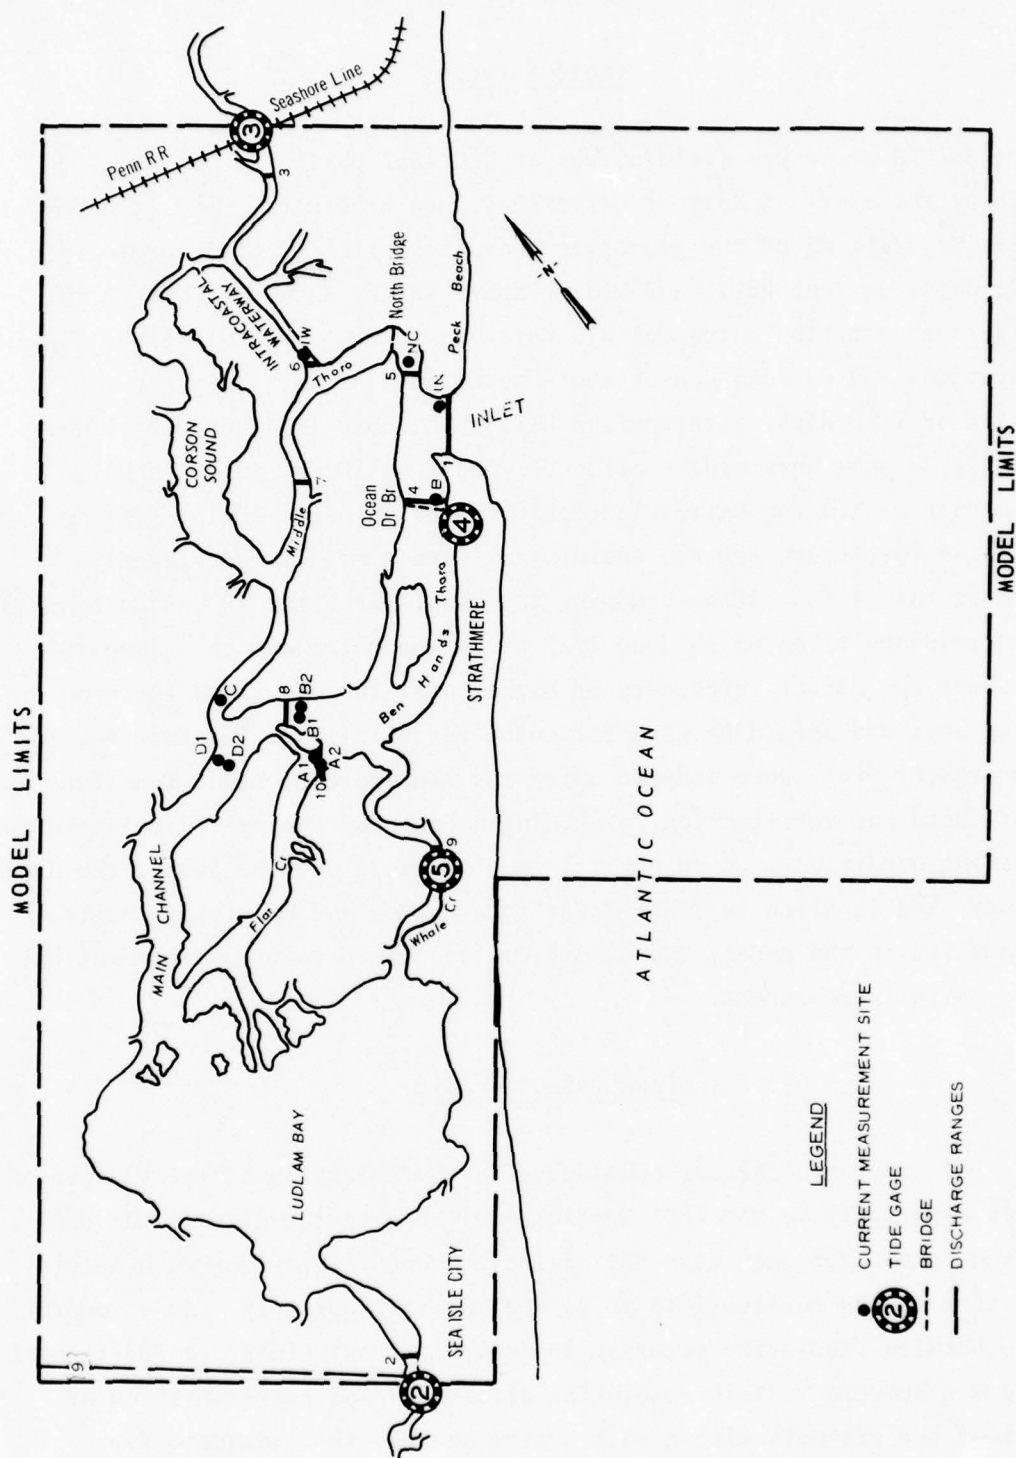 MODEL LIMITS
Penn RR
Seashore Line
3
3
INTRACOASTAL
WATERWAY
CORSON
SOUND
6
IW
Thoro
North Bridge
5
NC
Peck Beach
N
IN
INLET
1
Middle
7
Ocean
Dr Br
4
B
4
STRATHMERE
Ben Hands Thoro
C
D1
D2
8
B2
B1
A1
A2
10
MAIN CHANNEL
Flat Cr
9
5
Whale Cr
LUDLAM BAY
ATLANTIC OCEAN
SEA ISLE CITY
2
2
MODEL LIMITS
LEGEND
CURRENT MEASUREMENT SITE
2 TIDE GAGE
BRIDGE
DISCHARGE RANGES